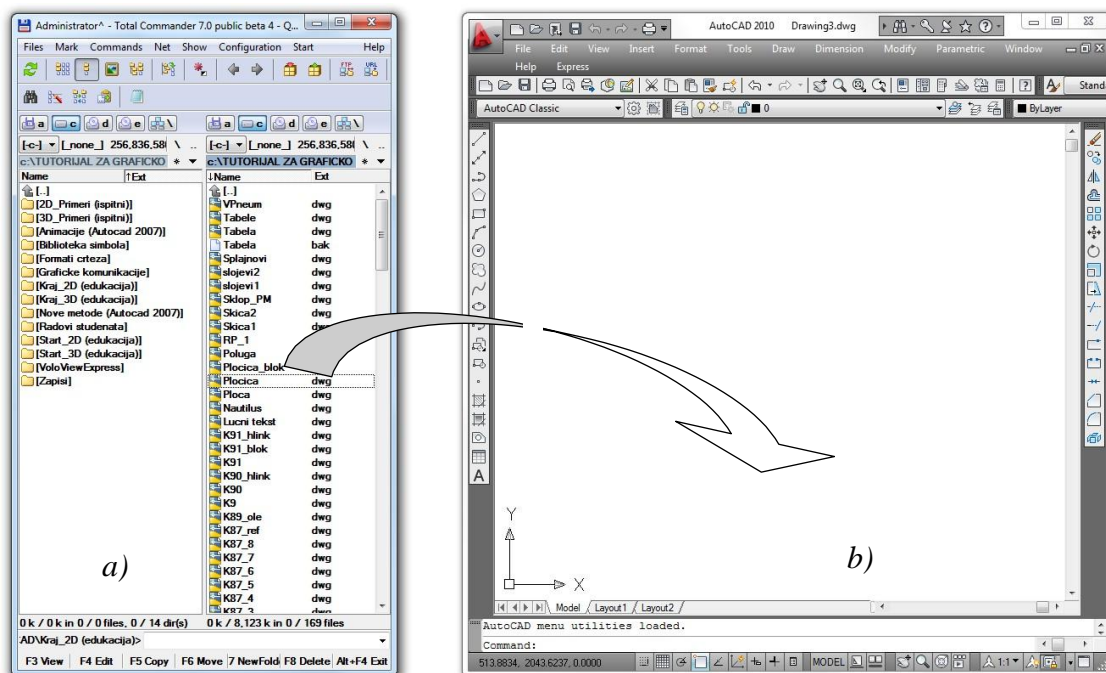 Administrator^ - Total Commander 7.0 public beta 4 - Q...
Files Mark Commands Net Show Configuration Start Help
FTP URL
a c d e \ a c d e \
[-c-] [_none_] 256,836,58 \ .. [-c-] [_none_] 256,836,58 \ ..
c:\TUTORIJAL ZA GRAFICKO * c:\TUTORIJAL ZA GRAFICKO *
Name ↑Ext ↓Name Ext
[..] [..]
[2D_Primeri (ispitni)] VPneum dwg
[3D_Primeri (ispitni)] Tabele dwg
[Animacije (Autocad 2007)] Tabela dwg
[Biblioteka simbola] Tabela bak
[Formati crteza] Splajnovi dwg
[Graficke komunikacije] slojevi2 dwg
[Kraj_2D (edukacija)] slojevi1 dwg
[Kraj_3D (edukacija)] Sklop_PM dwg
[Nove metode (Autocad 2007)] Skica2 dwg
[Radovi studenata] Skica1 dwg
[Start_2D (edukacija)] RP_1
[Start_3D (edukacija)] Poluga
[VoloViewExpress] Plocica_blok
[Zapisi] Plocica dwg
Ploca dwg
Nautilus dwg
Lucni tekst dwg
K91_hlink dwg
K91_blok dwg
K91 dwg
K90_hlink dwg
K90 dwg
K9 dwg
K89_ole dwg
K87_ref dwg
K87_8 dwg
K87_7 dwg
K87_6 dwg
K87_5 dwg
K87_4 dwg
K87_3 dwg
a)
0 k / 0 k in 0 / 0 files, 0 / 14 dir(s) 0 k / 8,123 k in 0 / 169 files
AD\Kraj_2D (edukacija)>
F3 View F4 Edit F5 Copy F6 Move 7 NewFold F8 Delete Alt+F4 Exit
AutoCAD 2010 Drawing3.dwg
File Edit View Insert Format Tools Draw Dimension Modify Parametric Window
Help Express
Stand
AutoCAD Classic 0 ByLayer
A
Y
X
b)
Model Layout1 Layout2
AutoCAD menu utilities loaded.
Command:
513.8834, 2043.6237, 0.0000 MODEL 1:1